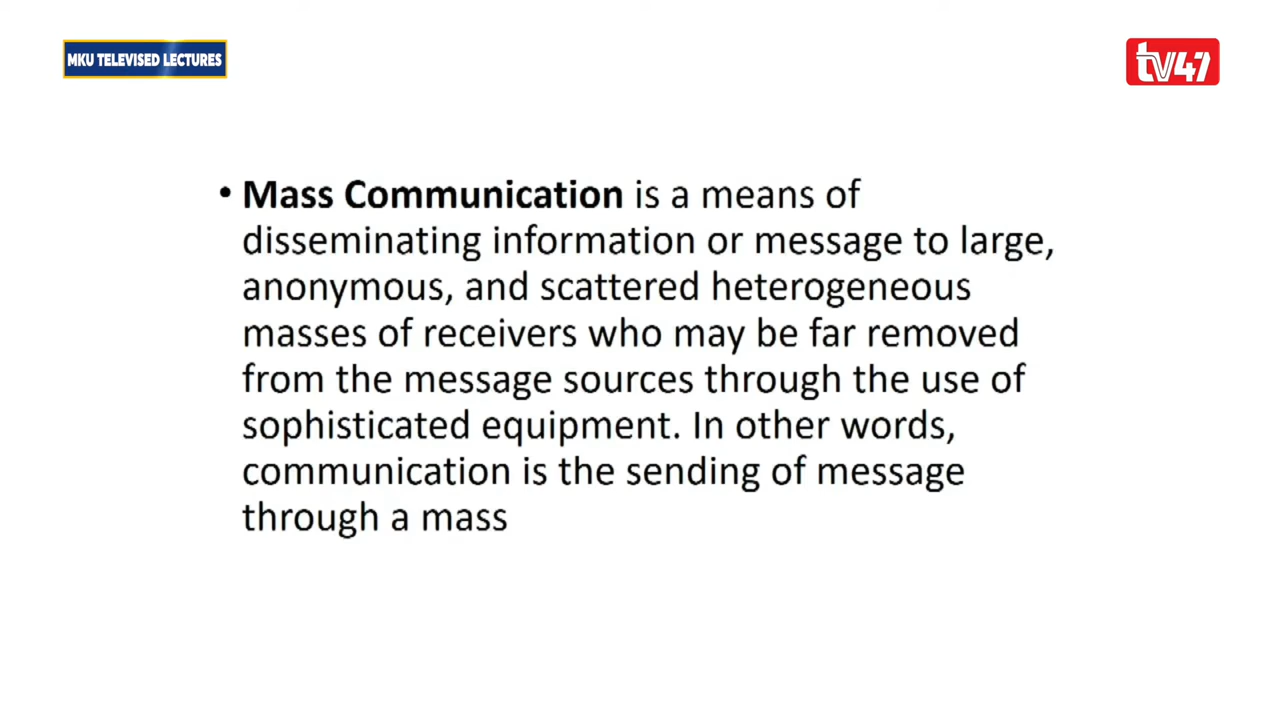 MKU TELEVISED LECTURES
tv47
• Mass Communication is a means of
disseminating information or message to large,
anonymous, and scattered heterogeneous
masses of receivers who may be far removed
from the message sources through the use of
sophisticated equipment. In other words,
communication is the sending of message
through a mass